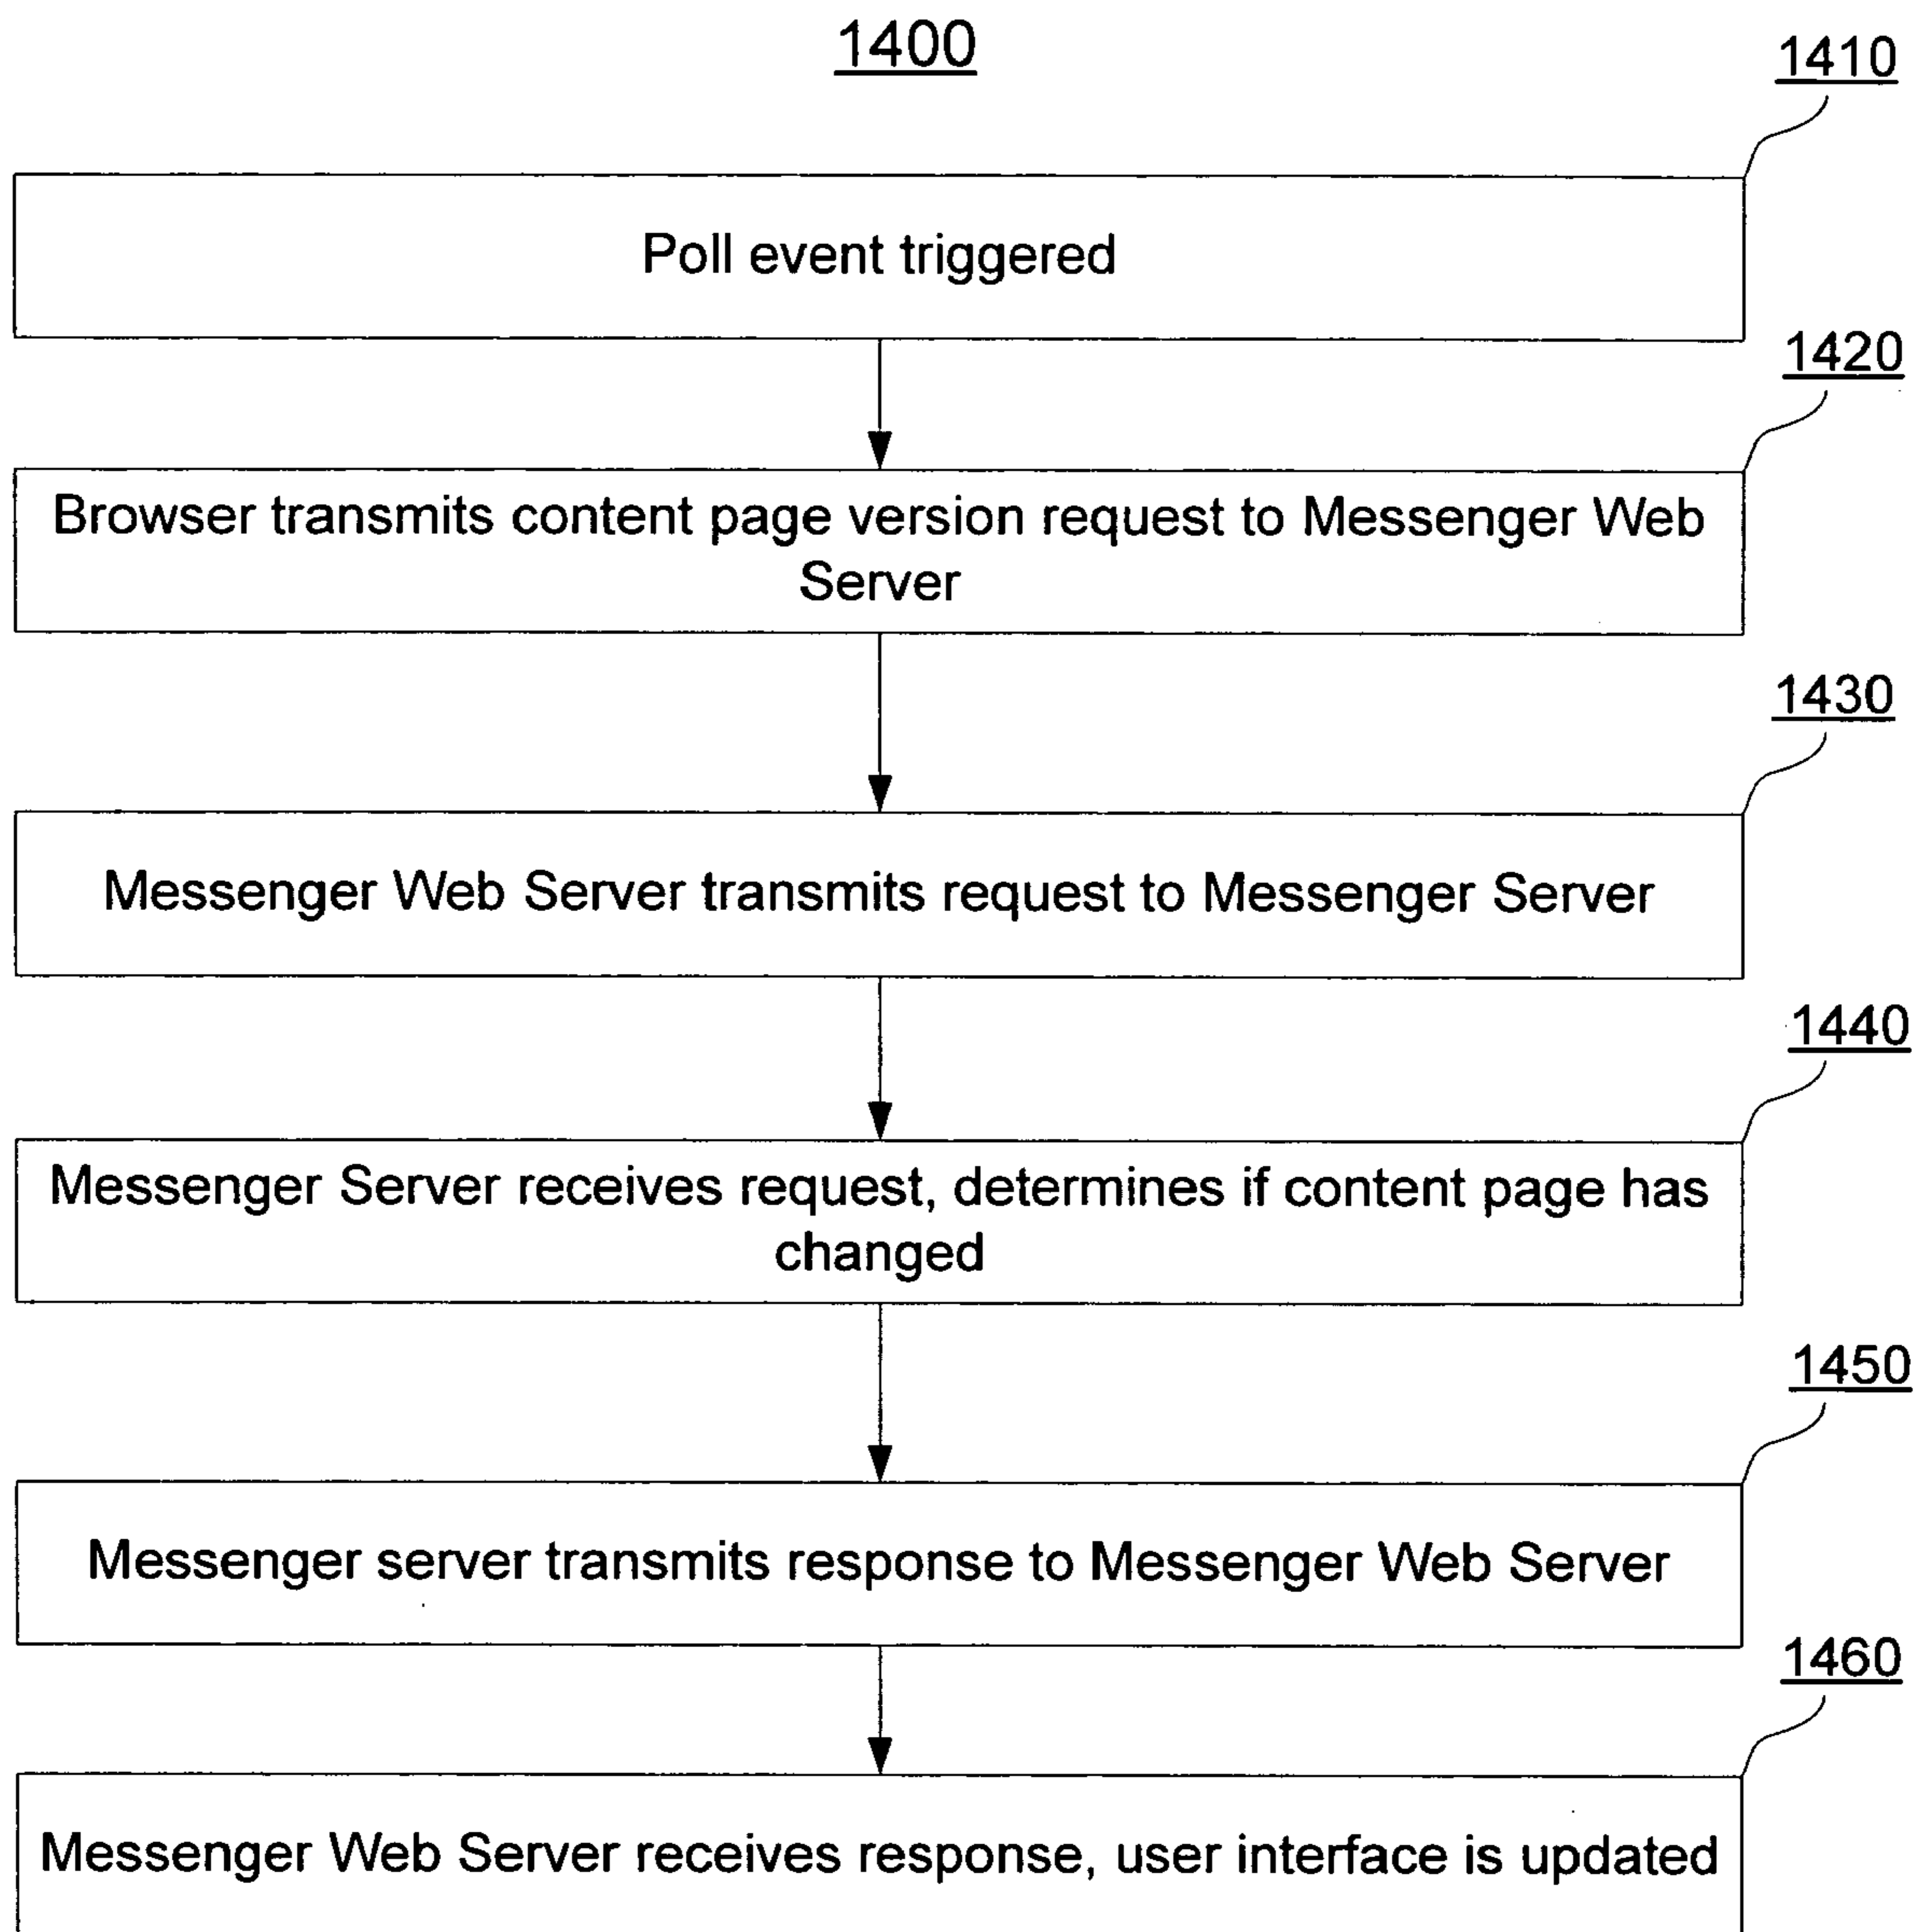 1400
1410
Poll event triggered
1420
Browser transmits content page version request to Messenger Web
Server
1430
Messenger Web Server transmits request to Messenger Server
1440
Messenger Server receives request, determines if content page has
changed
1450
Messenger server transmits response to Messenger Web Server
1460
Messenger Web Server receives response, user interface is updated